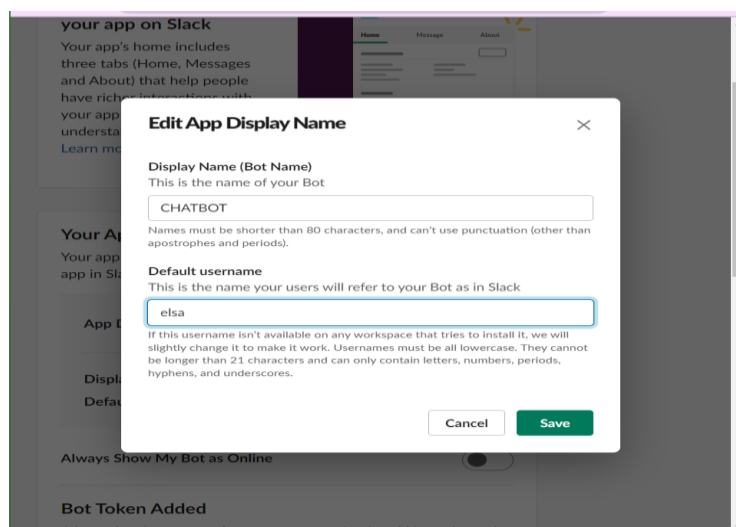 your app on Slack
Your app's home includes
three tabs (Home, Messages
and About) that help people
have richer interactions with
your app
understa
Learn mo
Home Message About
Edit App Display Name
Display Name (Bot Name)
This is the name of your Bot
CHATBOT
Names must be shorter than 80 characters, and can't use punctuation (other than
apostrophes and periods).
Default username
This is the name your users will refer to your Bot as in Slack
elsa
If this username isn't available on any workspace that tries to install it, we will
slightly change it to make it work. Usernames must be all lowercase. They cannot
be longer than 21 characters and can only contain letters, numbers, periods,
hyphens, and underscores.
Cancel Save
Your Ap
Your app
app in Sla
App D
Displa
Defau
Always Show My Bot as Online
Bot Token Added